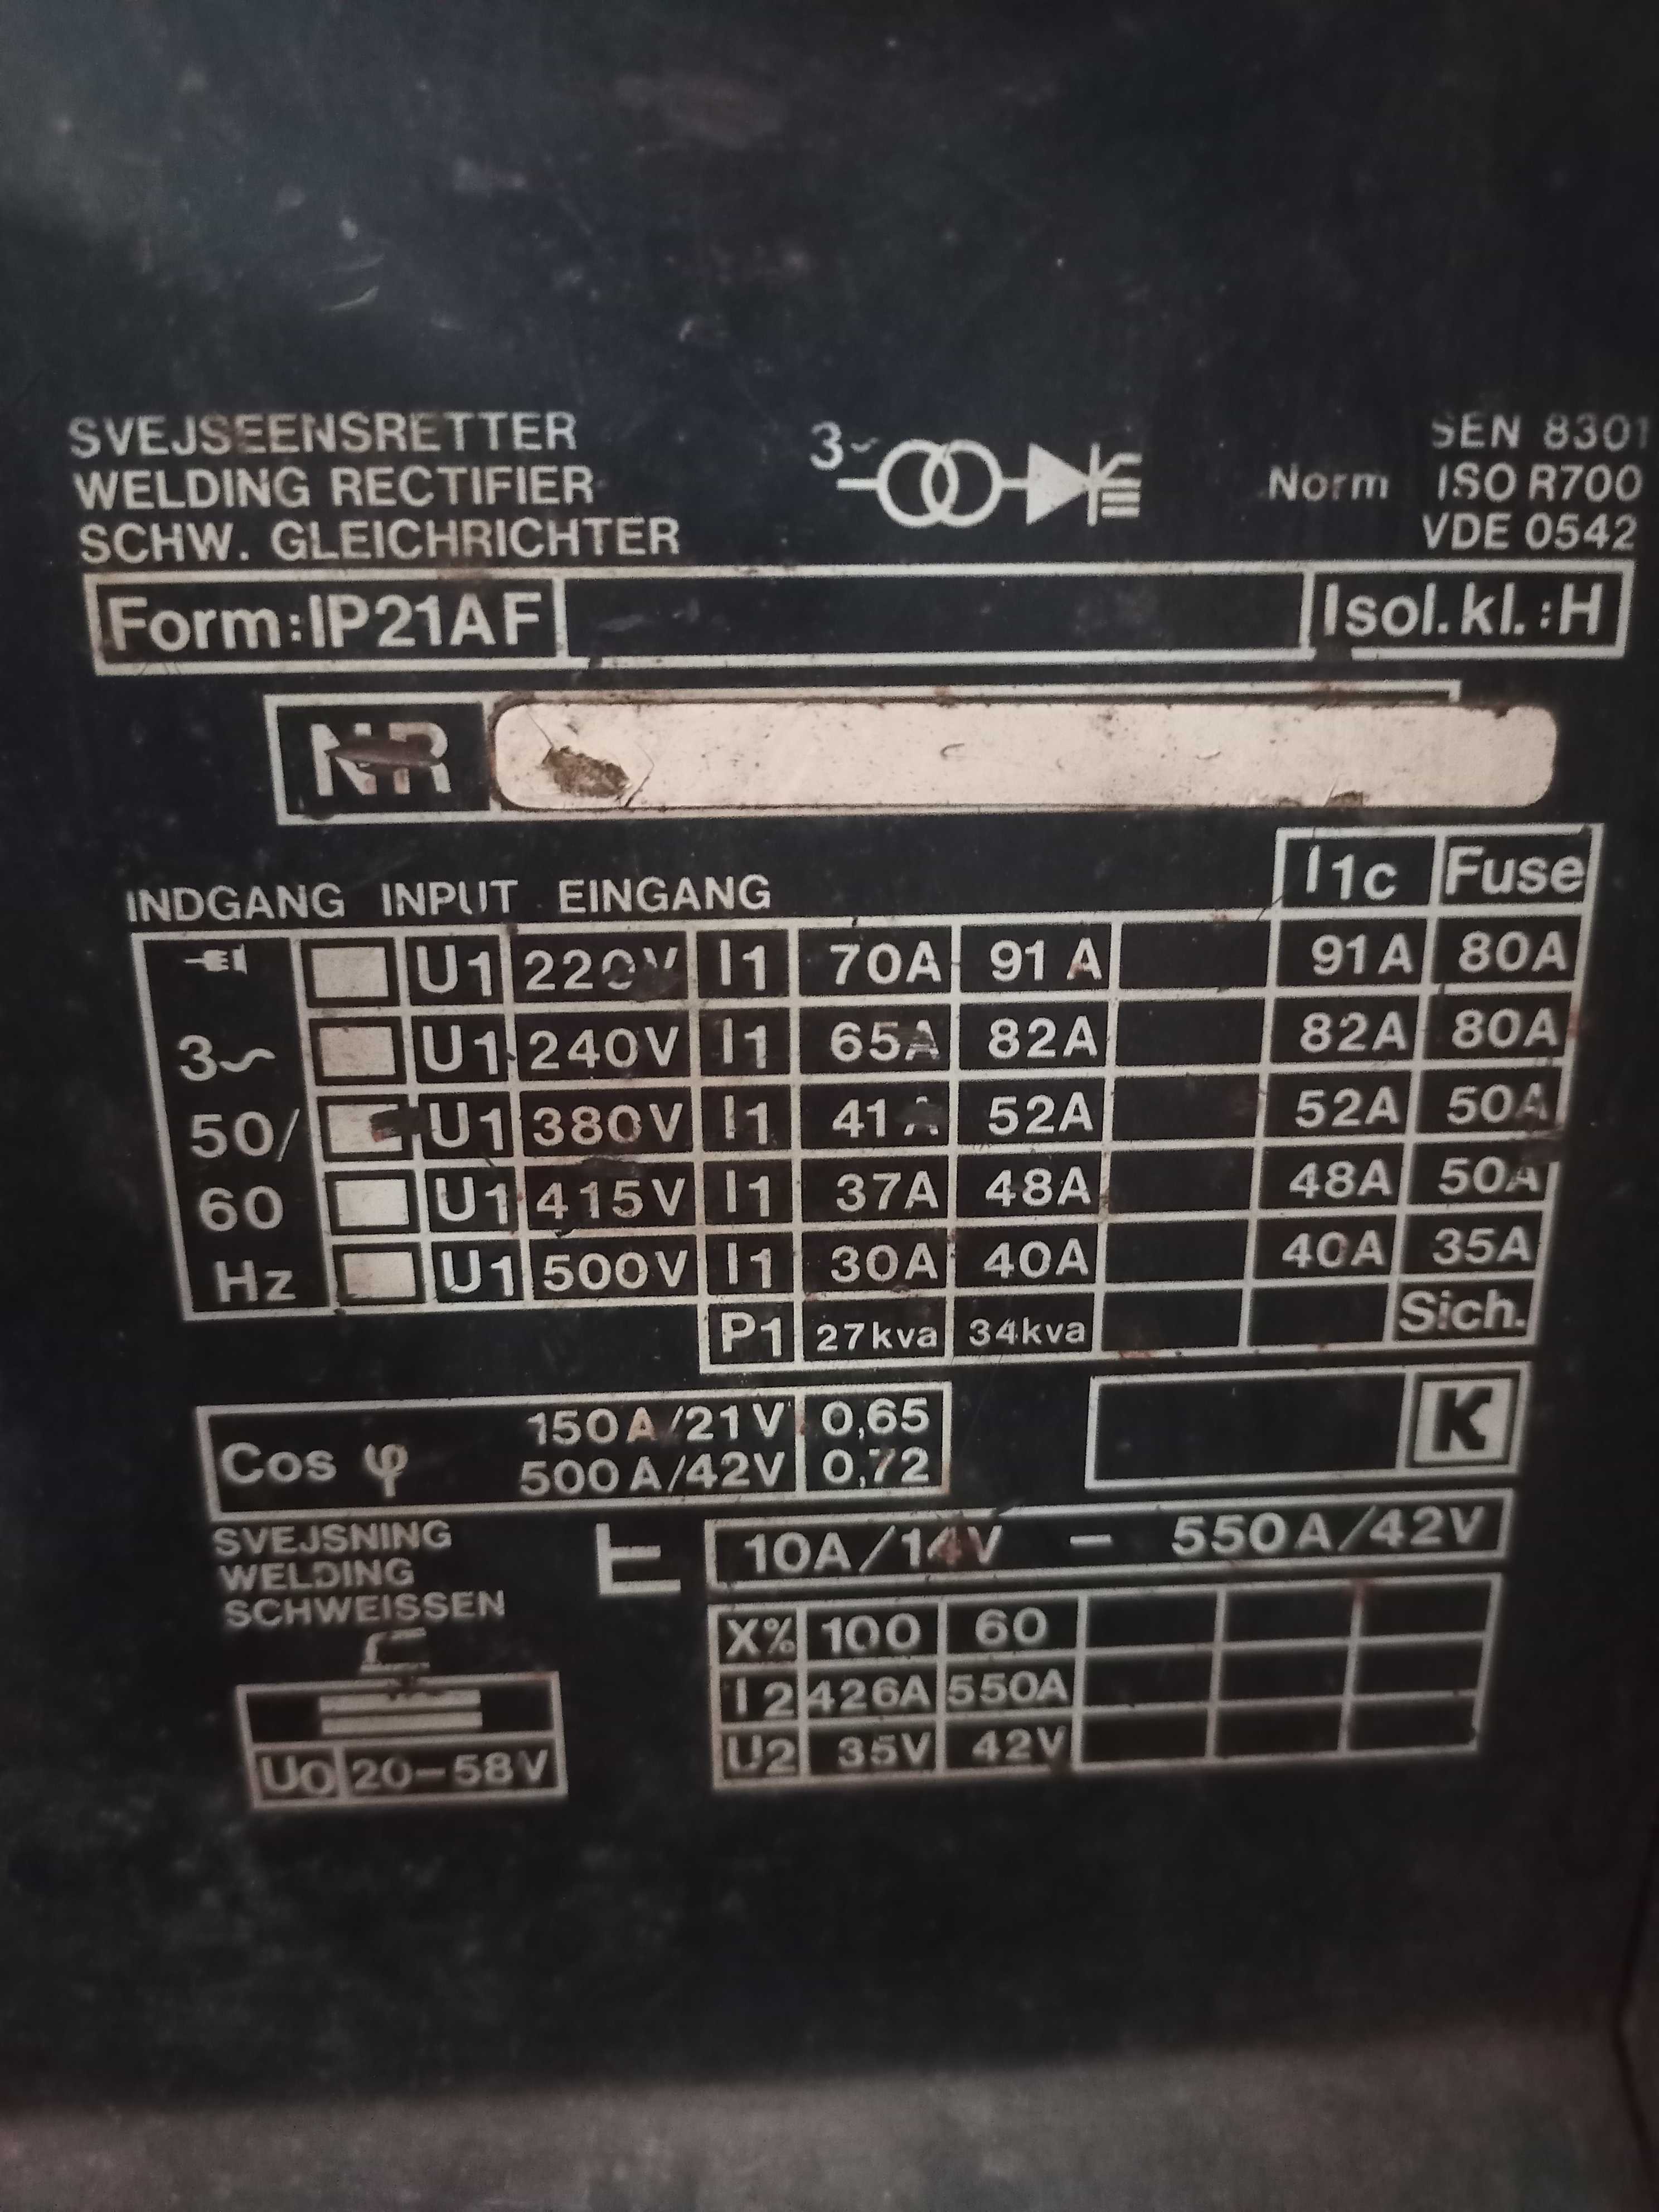 SVEJSEENSRETTER
WELDING RECTIFIER
SCHW. GLEICHRICHTER
3~
Norm
SEN 8301
ISO R700
VDE 0542
Form:IP21AF
Isol.kl.:H
NR
INDGANG INPUT EINGANG
I1c Fuse
U1 220V I1 70A 91A 91A 80A
3~ U1 240V I1 65A 82A 82A 80A
50/ U1 380V I1 41A 52A 52A 50A
60 U1 415V I1 37A 48A 48A 50A
Hz U1 500V I1 30A 40A 40A 35A
P1 27kva 34kva Sich.
Cos φ
150A/21V 0,65
500A/42V 0,72
K
SVEJSNING
WELDING
SCHWEISSEN
10A/14V – 550A/42V
X% 100 60
I2 426A 550A
U2 35V 42V
U0 20–58V